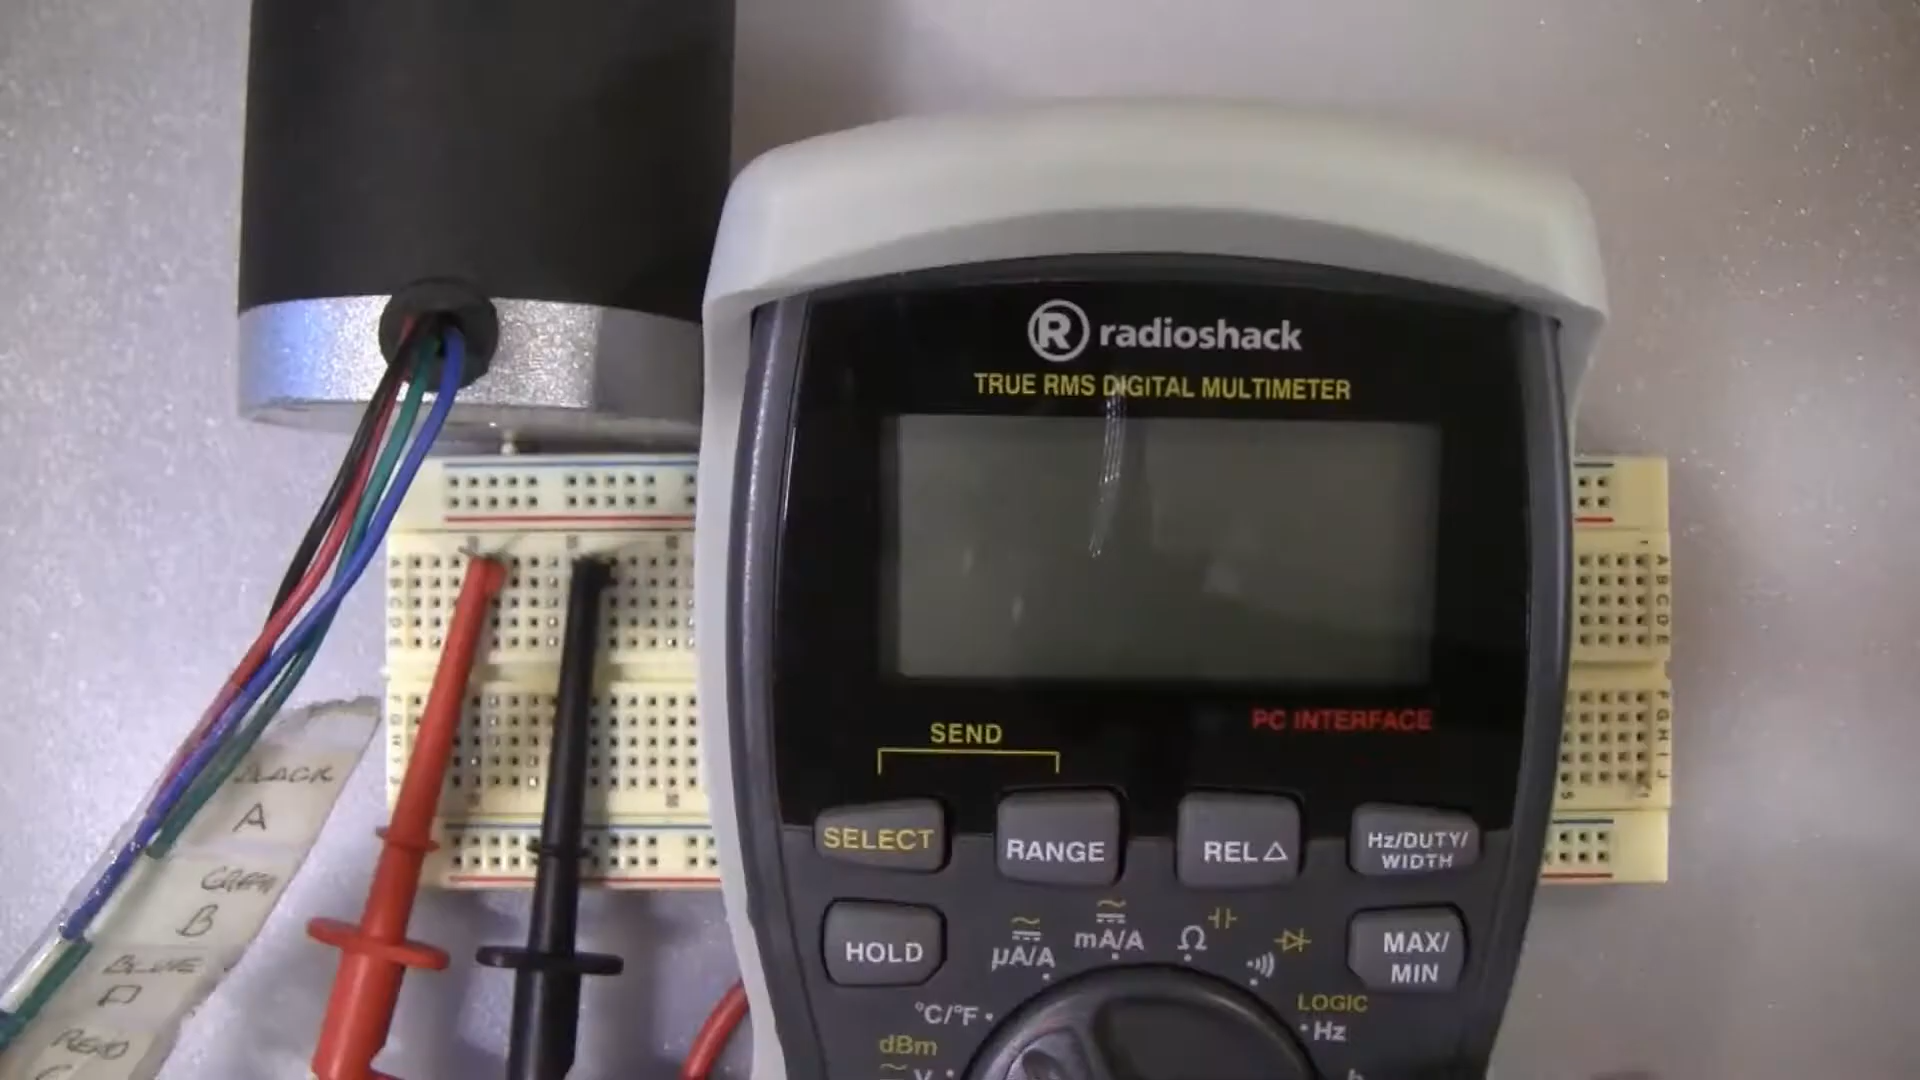 radioshack
TRUE RMS DIGITAL MULTIMETER
SEND
PC INTERFACE
SELECT
RANGE
REL△
Hz/DUTY/
WIDTH
HOLD
µA/A
mA/A
Ω
MAX/
MIN
°C/°F
LOGIC
Hz
dBm
V
BLACK
A
GREEN
B
BLUE
A B C D E
F G H I J